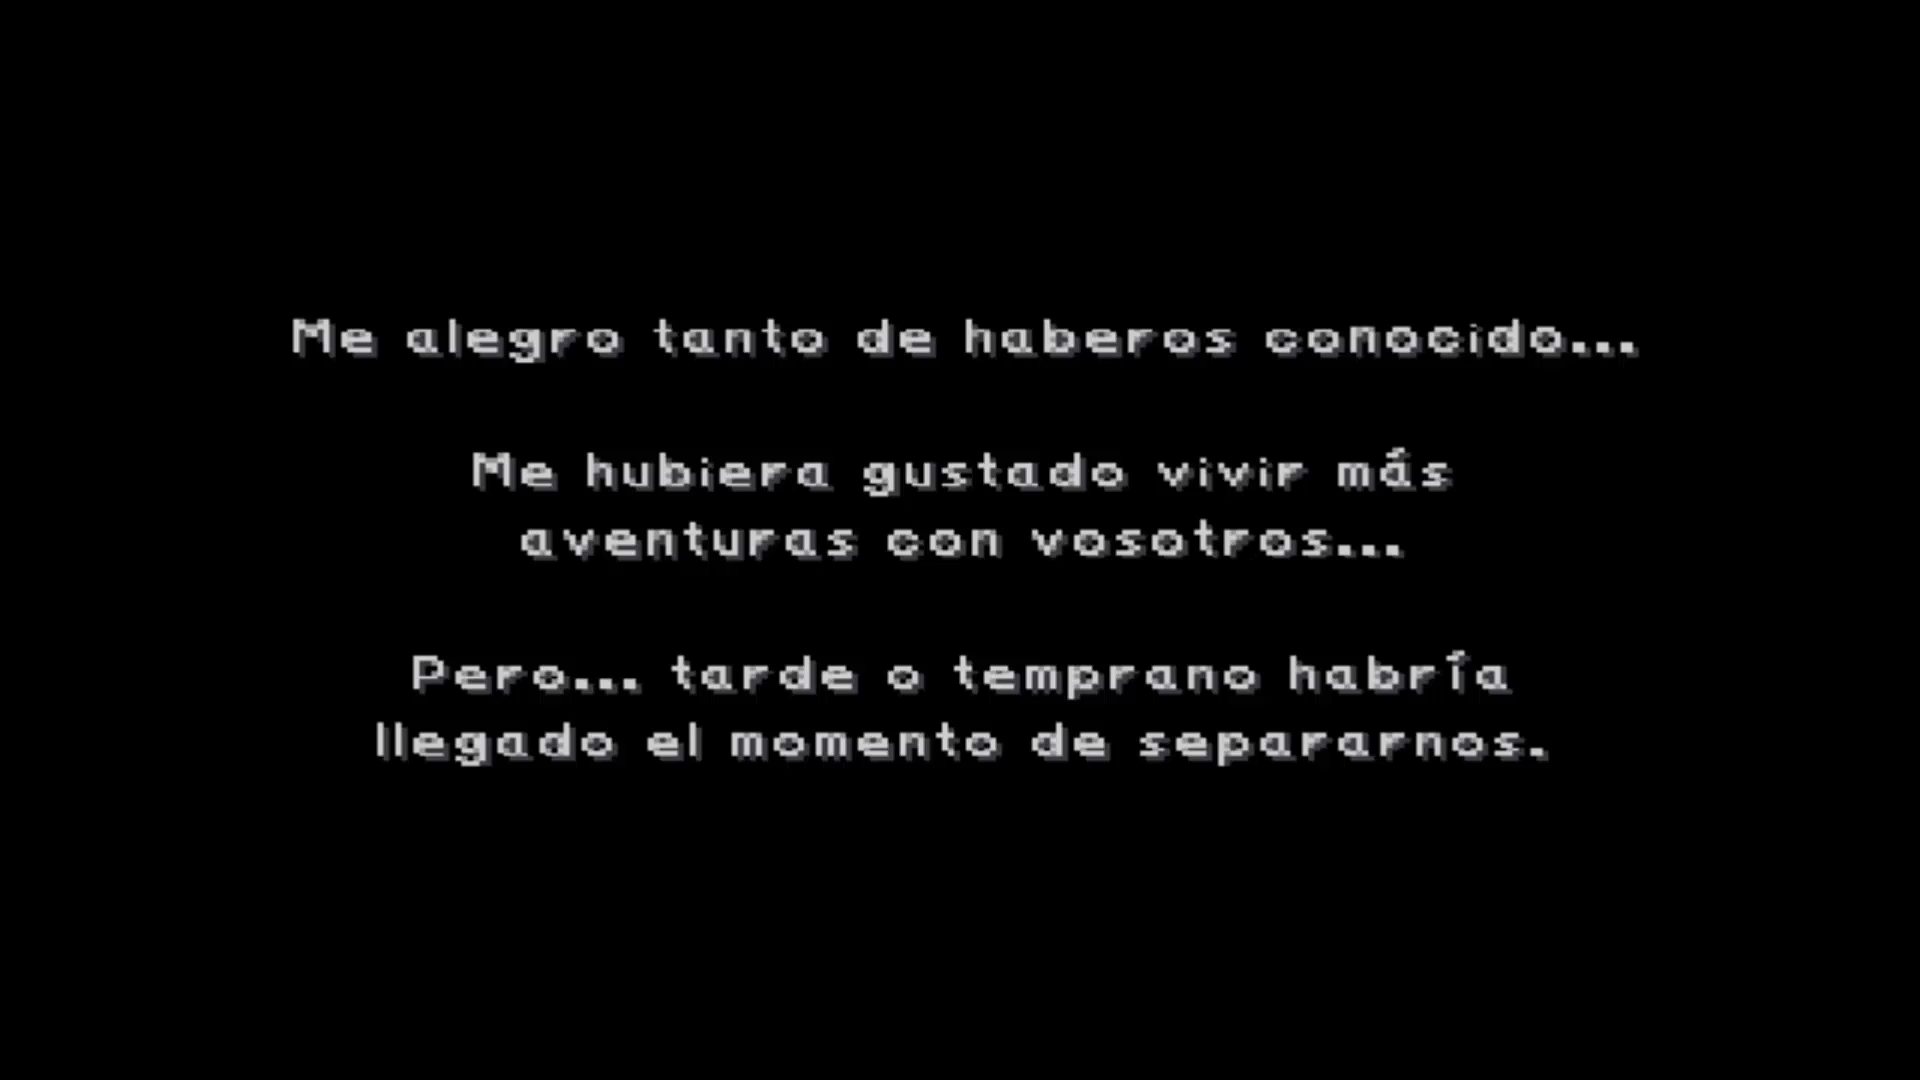 Me alegro tanto de haberos conocido...
Me hubiera gustado vivir más
aventuras con vosotros...
Pero... tarde o temprano habría
llegado el momento de separarnos.